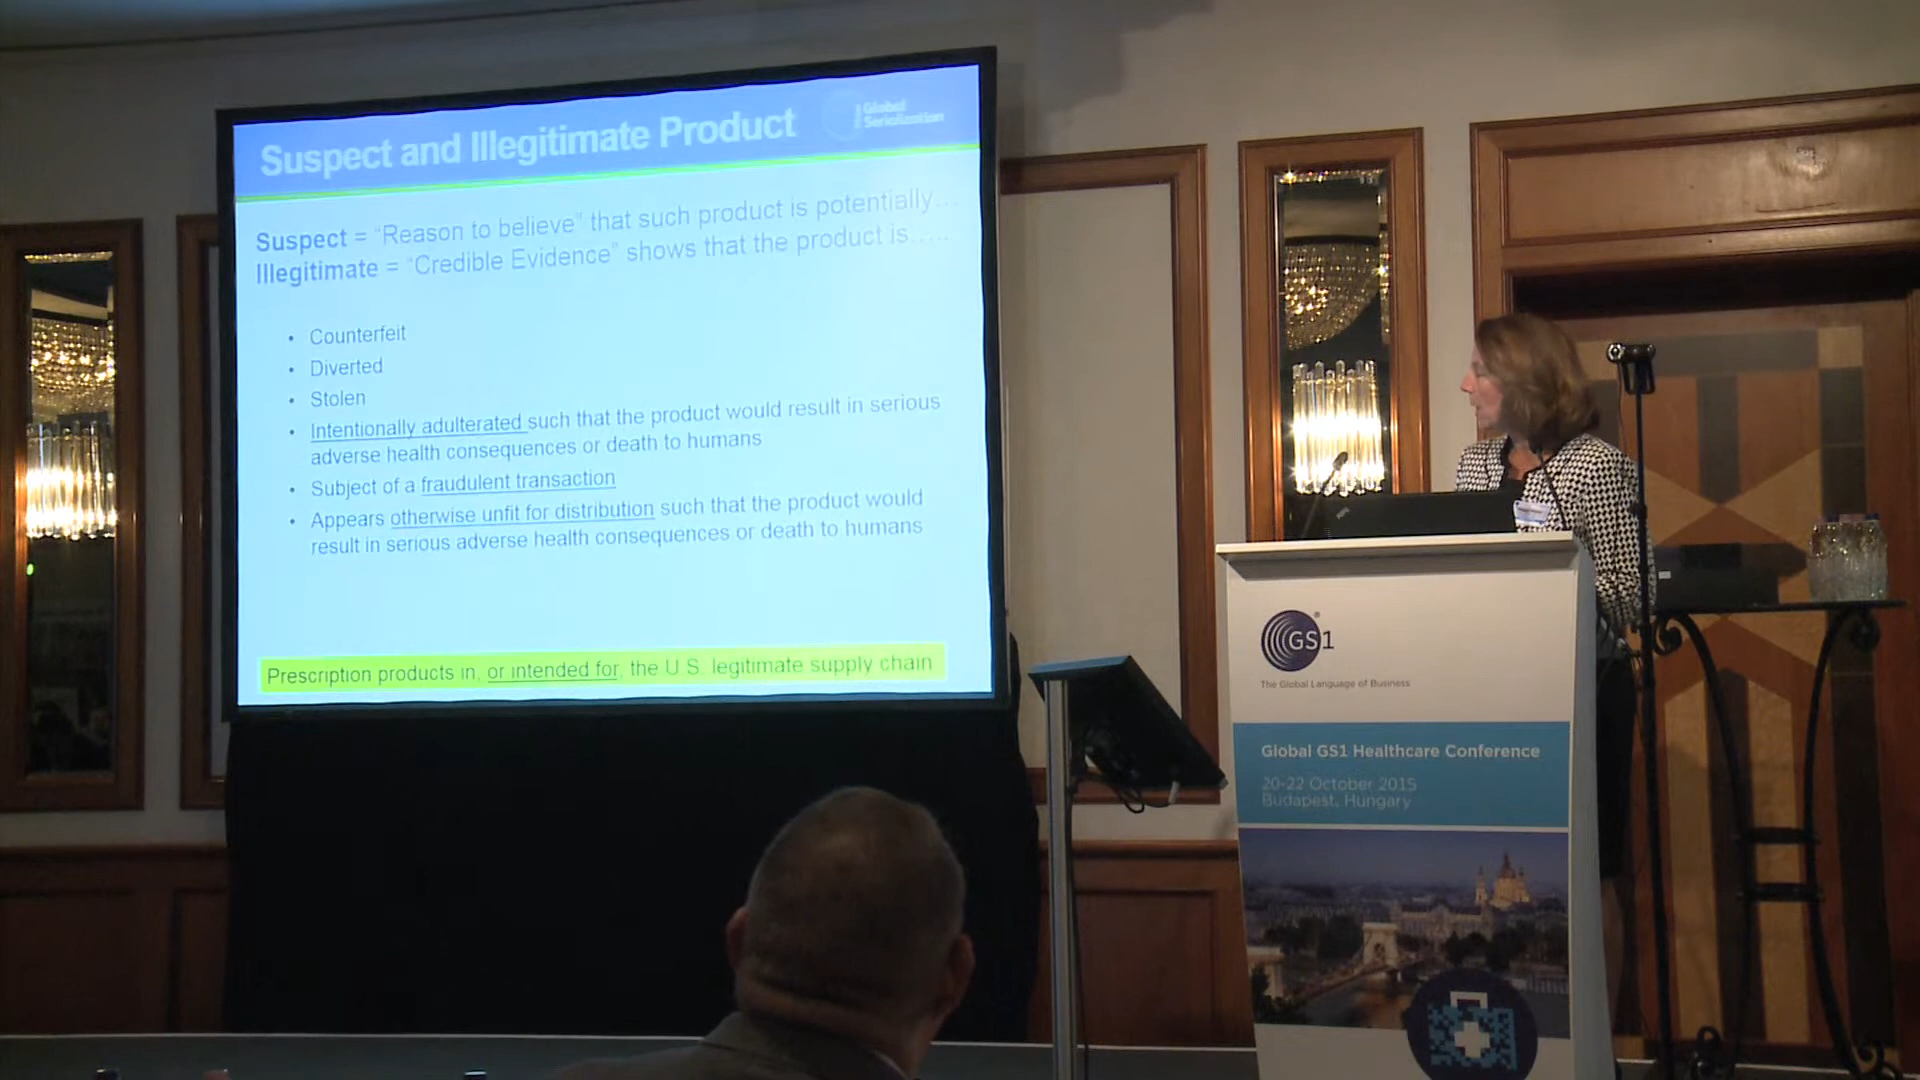 Suspect and Illegitimate Product
Global
Serialization
Suspect = "Reason to believe" that such product is potentially...
Illegitimate = "Credible Evidence" shows that the product is.....
• Counterfeit
• Diverted
• Stolen
• Intentionally adulterated such that the product would result in serious
adverse health consequences or death to humans
• Subject of a fraudulent transaction
• Appears otherwise unfit for distribution such that the product would
result in serious adverse health consequences or death to humans
Prescription products in, or intended for, the U.S. legitimate supply chain
GS1
The Global Language of Business
Global GS1 Healthcare Conference
20-22 October 2015
Budapest, Hungary